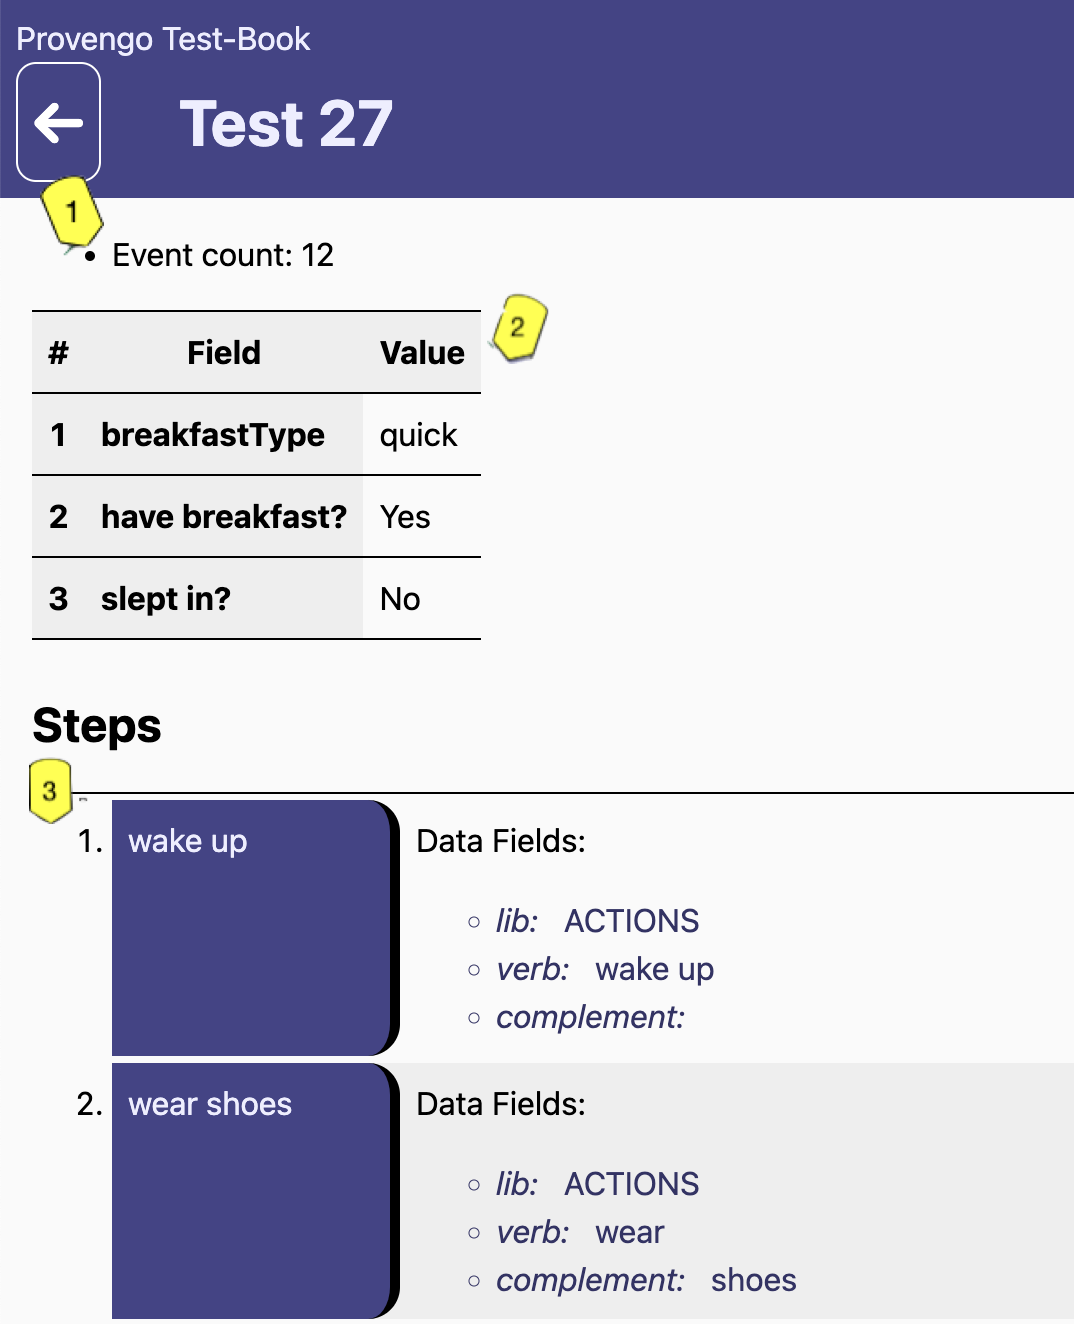 Provengo Test-Book
Test 27
1
• Event count: 12
2
# Field Value
1 breakfastType quick
2 have breakfast? Yes
3 slept in? No
Steps
3
1. wake up Data Fields:
◦ lib: ACTIONS
◦ verb: wake up
◦ complement:
2. wear shoes Data Fields:
◦ lib: ACTIONS
◦ verb: wear
◦ complement: shoes